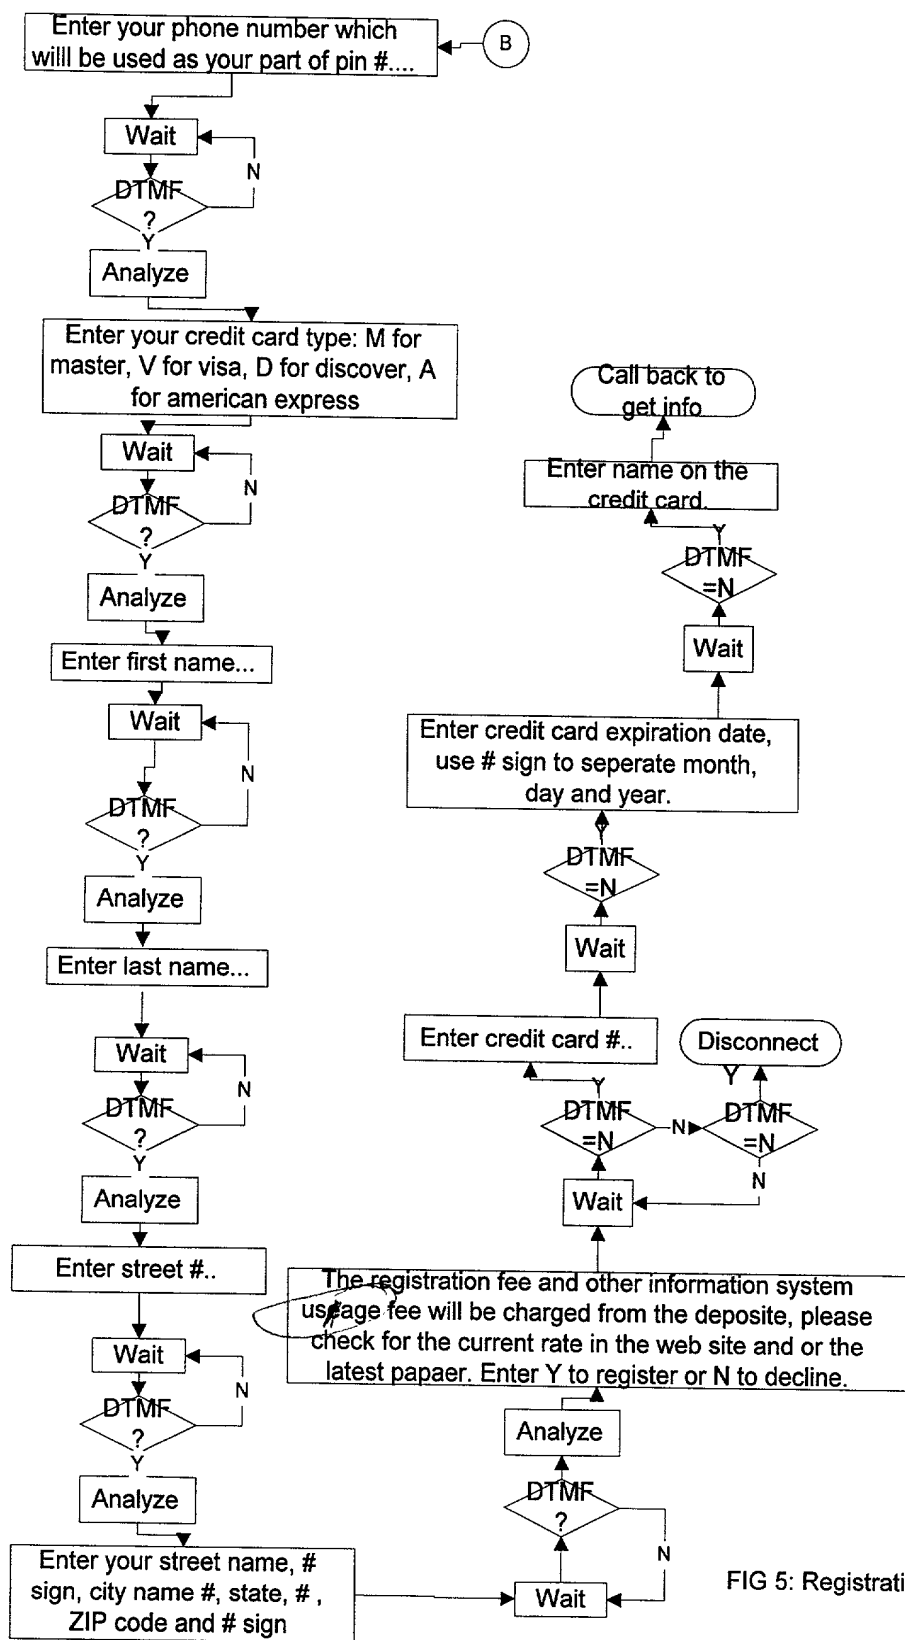 Enter your phone number which
willl be used as your part of pin #....
B
Wait
N
DTMF
?
Y
Analyze
Enter your credit card type: M for
master, V for visa, D for discover, A
for american express
Wait
N
DTMF
?
Y
Analyze
Enter first name...
Wait
N
DTMF
?
Y
Analyze
Enter last name...
Wait
N
DTMF
?
Y
Analyze
Enter street #..
Wait
N
DTMF
?
Y
Analyze
Enter your street name, #
sign, city name #, state, # ,
ZIP code and # sign
Wait
N
DTMF
?
Analyze
The registration fee and other information system
useage fee will be charged from the deposite, please
check for the current rate in the web site and or the
latest papaer. Enter Y to register or N to decline.
Wait
DTMF
=N
N
DTMF
=N
N
Y
Disconnect
Y
Enter credit card #..
Wait
DTMF
=N
Y
Enter credit card expiration date,
use # sign to seperate month,
day and year.
Wait
DTMF
=N
Y
Enter name on the
credit card.
Call back to
get info
FIG 5: Registrati